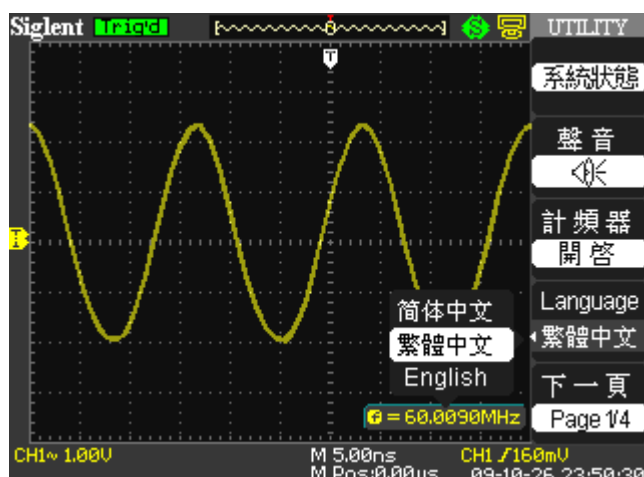 Siglent Trig'd UTILITY
T
系統狀態
聲音
計頻器
開啓
Language
繁體中文
下一頁
Page 1/4
简体中文
繁體中文
English
f = 60.0090MHz
CH1~ 1.00V M 5.00ns CH1 /160mV
M Pos:0.00μs 09-10-26 23:50:30